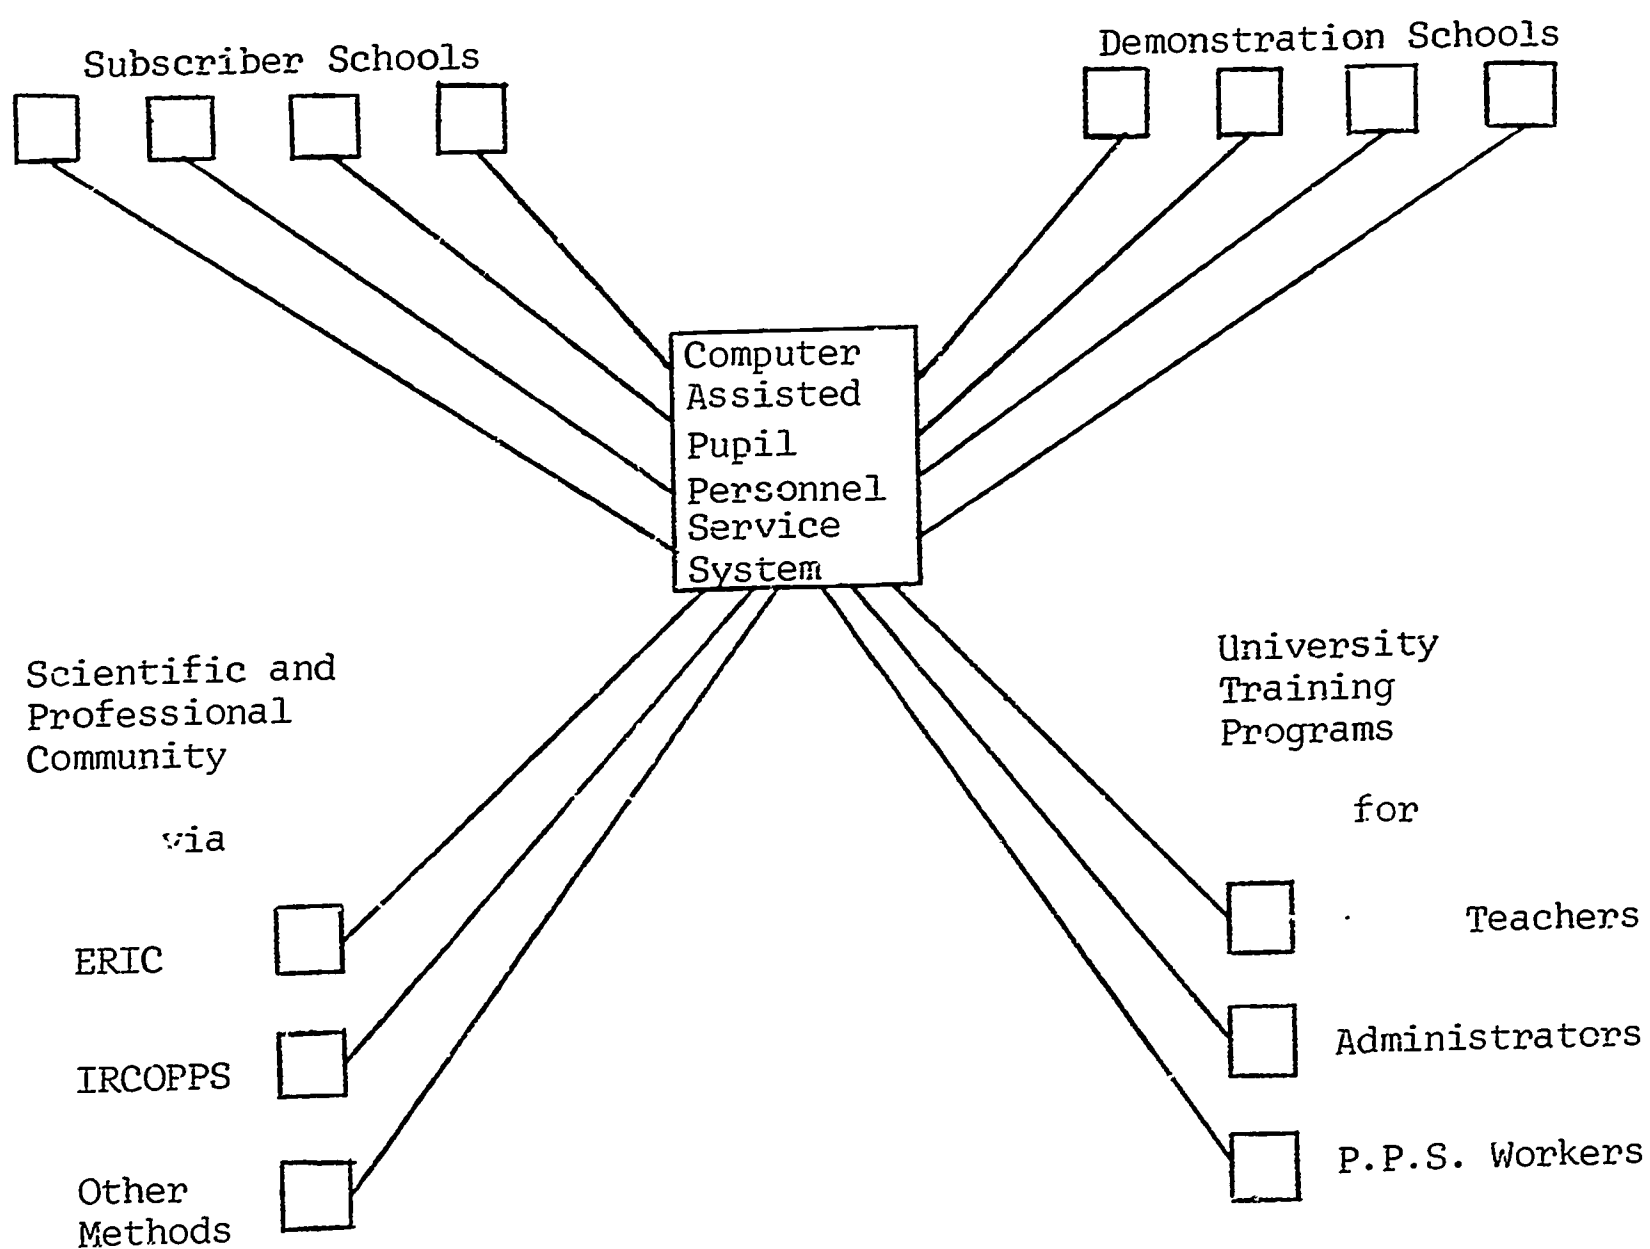 Subscriber Schools
Demonstration Schools
Computer
Assisted
Pupil
Personnel
Service
System
Scientific and
Professional
Community
via
ERIC
IRCOPPS
Other
Methods
University
Training
Programs
for
Teachers
Administrators
P.P.S. Workers